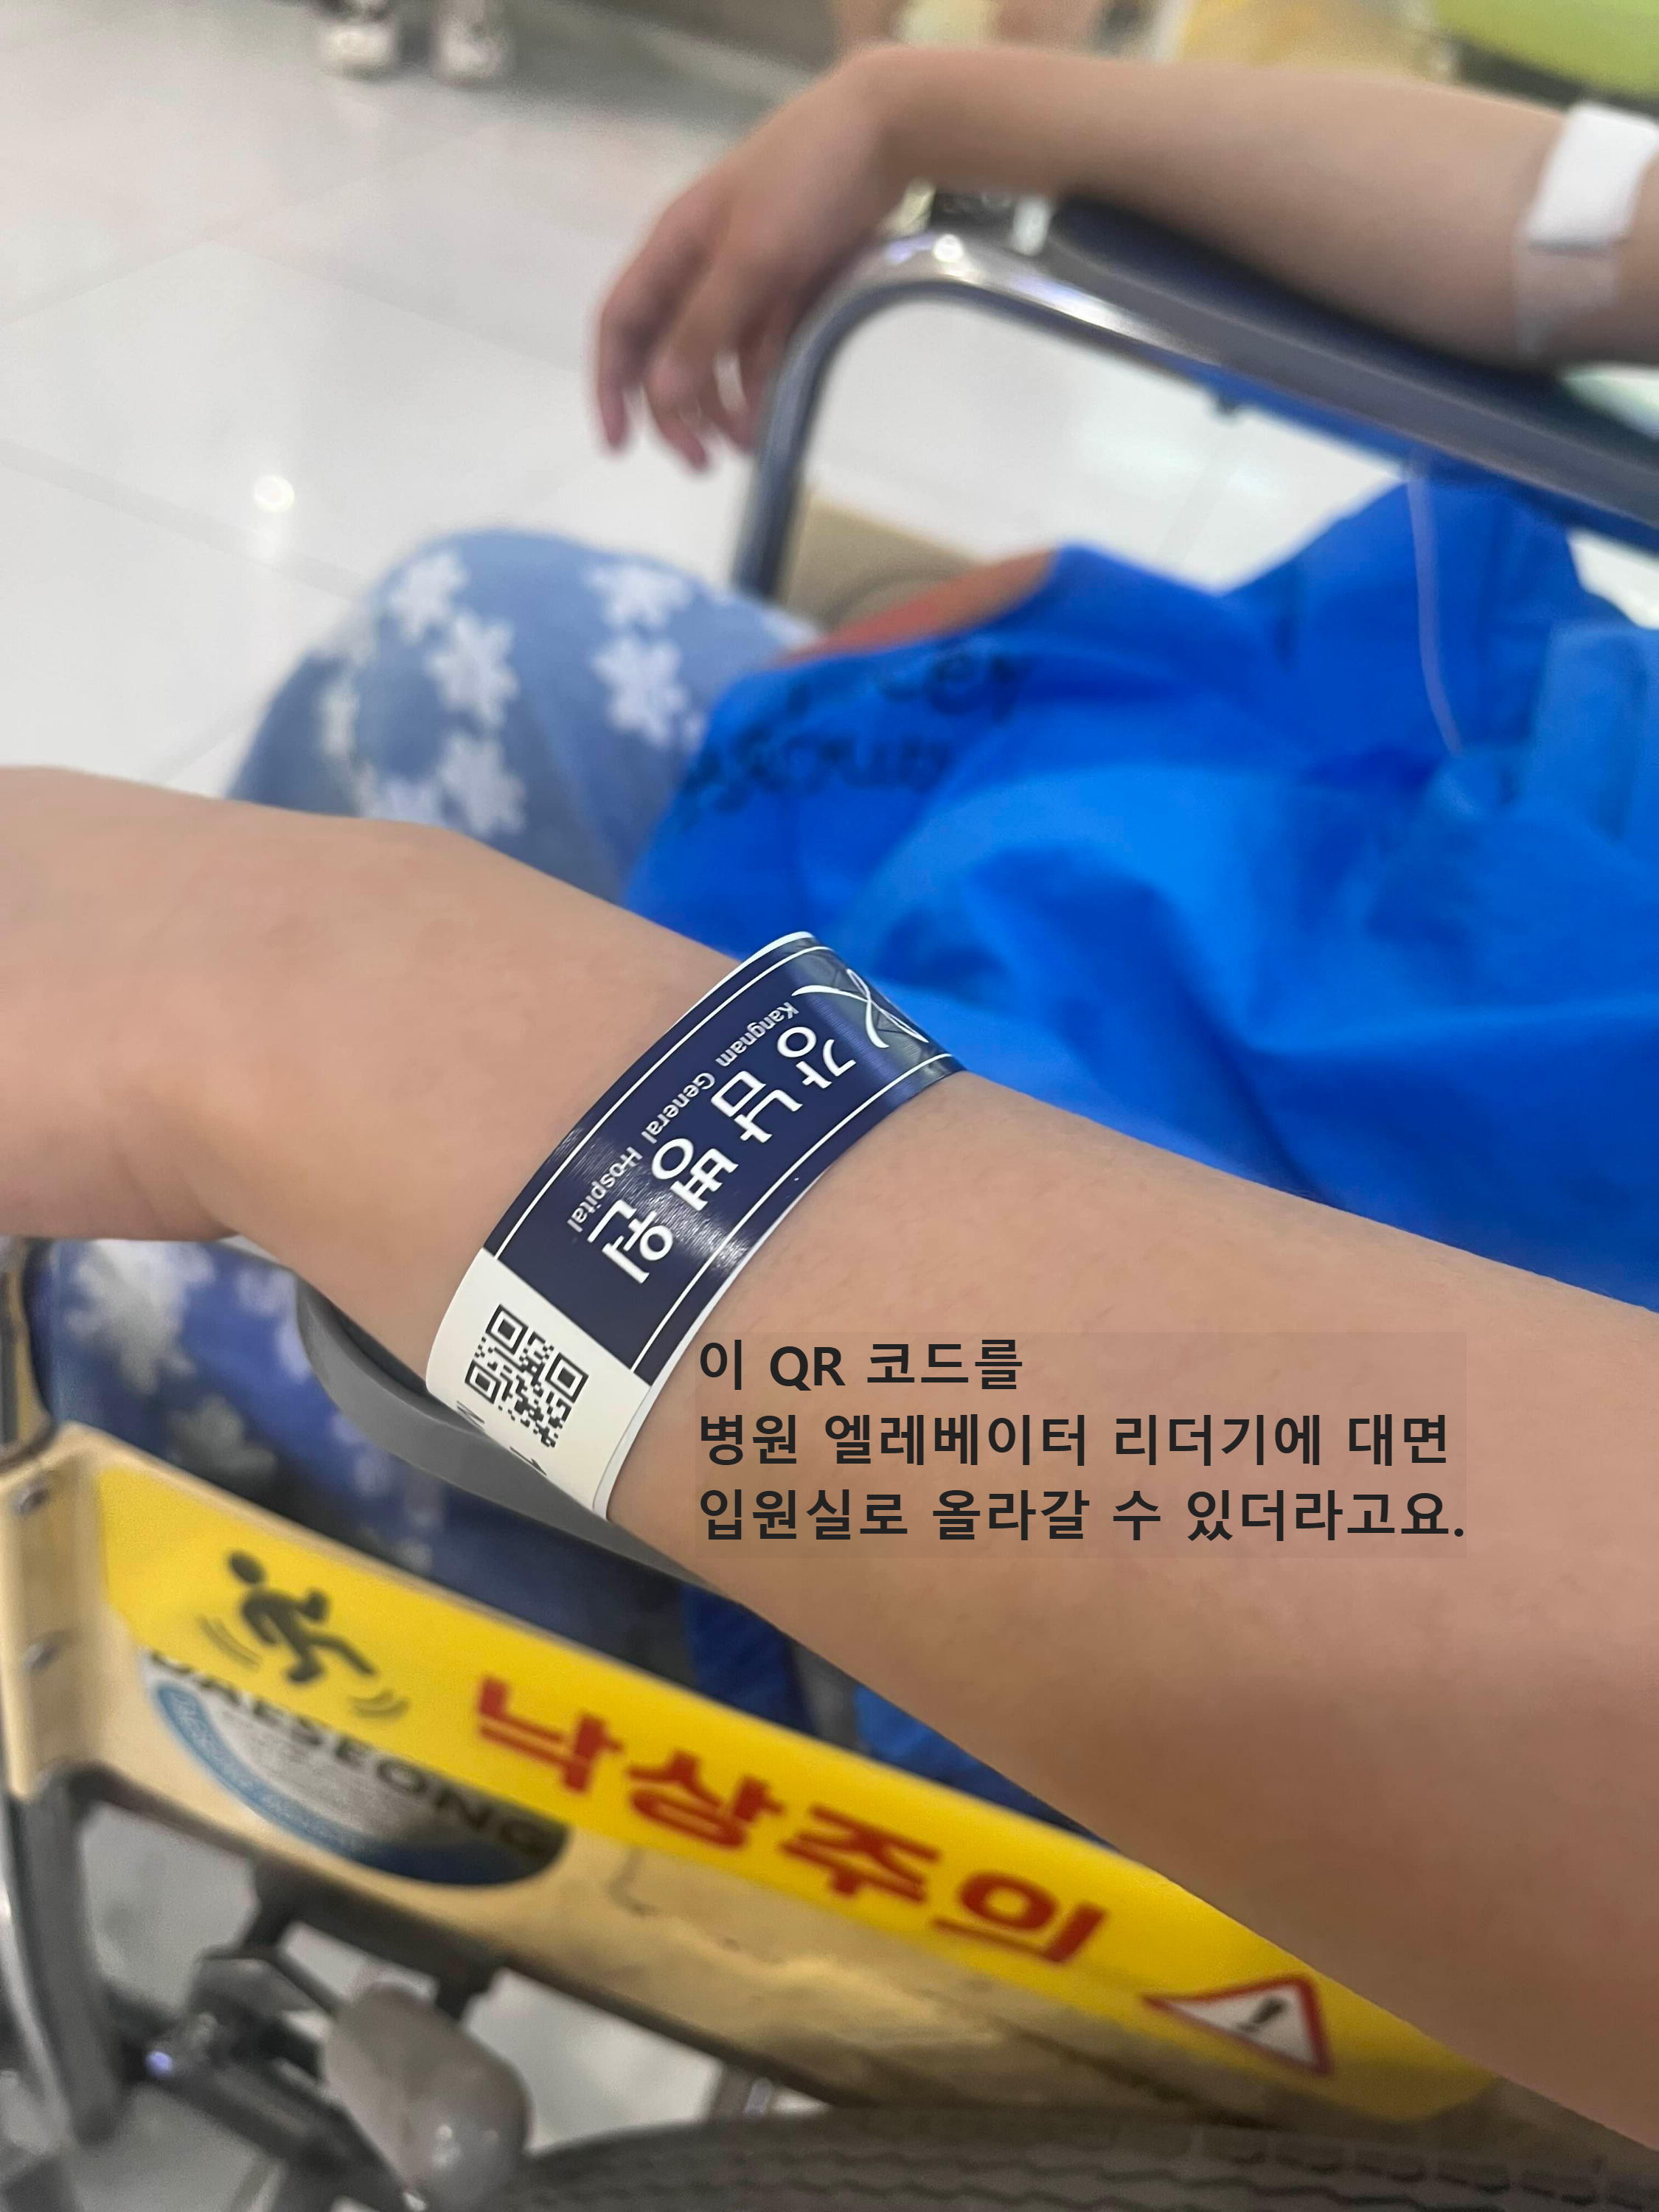 강남병원
Kangnam General Hospital
이 QR 코드를
병원 엘레베이터 리더기에 대면
입원실로 올라갈 수 있더라고요.
DAESEONG
낙상주의
!